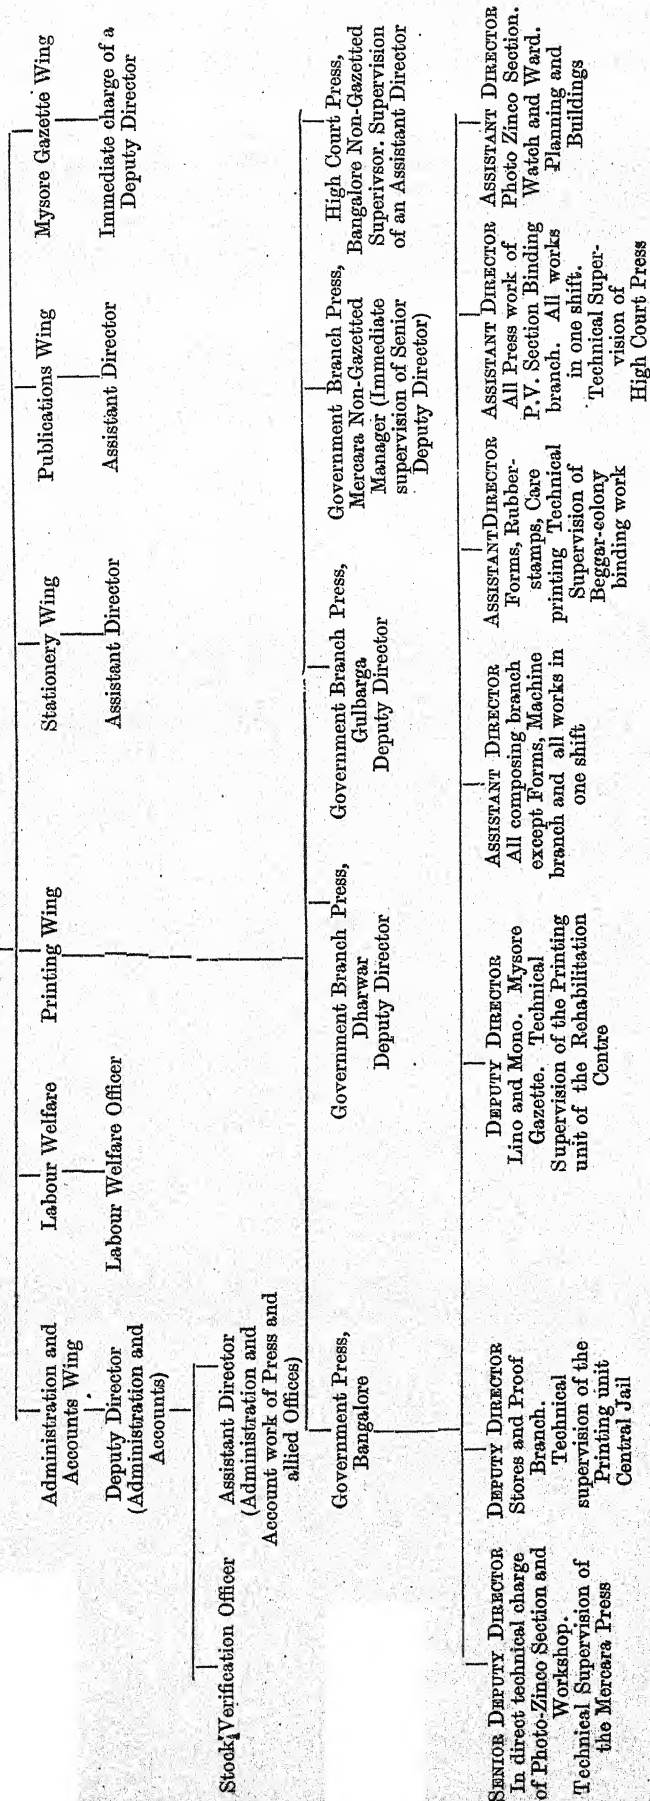 Administration and
Accounts Wing
Labour Welfare
Printing Wing
Stationery Wing
Publications Wing
Mysore Gazette Wing
Deputy Director
(Administration and
Accounts)
Labour Welfare Officer
Assistant Director
Assistant Director
Immediate charge of a
Deputy Director
Stock Verification Officer
Assistant Director
(Administration and
Account work of Press and
allied Offices)
Government Press,
Bangalore
Government Branch Press,
Dharwar
Deputy Director
Government Branch Press,
Gulbarga
Deputy Director
Government Branch Press,
Mercara Non-Gazetted
Manager (Immediate
supervision of Senior
Deputy Director)
High Court Press,
Bangalore Non-Gazetted
Superivsor. Supervision
of an Assistant Director
SENIOR DEPUTY DIRECTOR
In direct technical charge
of Photo-Zinco Section and
Workshop.
Technical Supervision of
the Mercara Press
DEPUTY DIRECTOR
Stores and Proof
Branch.
Technical
supervision of the
Printing unit
Central Jail
DEPUTY DIRECTOR
Lino and Mono. Mysore
Gazette. Technical
Supervision of the Printing
unit of the Rehabilitation
Centre
ASSISTANT DIRECTOR
All composing branch
except Forms, Machine
branch and all works in
one shift
ASSISTANT DIRECTOR
Forms, Rubber-
stamps, Care
printing Technical
Supervision of
Beggar-colony
binding work
ASSISTANT DIRECTOR
All Press work of
P.V. Section Binding
branch. All works
in one shift.
Technical Super-
vision of
High Court Press
ASSISTANT DIRECTOR
Photo Zinco Section.
Watch and Ward.
Planning and
Buildings